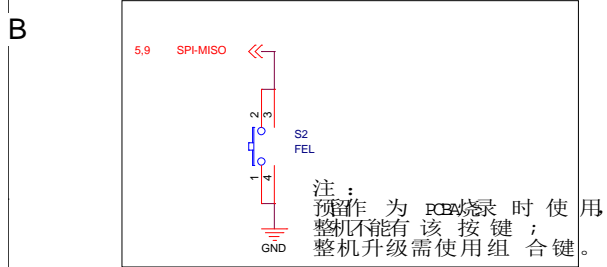 B
5,9 SPI-MISO
2 3
S2
FEL
1 4
GND
注：
预留作为PCBA烧录时使用,
整机不能有该按键；
整机升级需使用组合键。